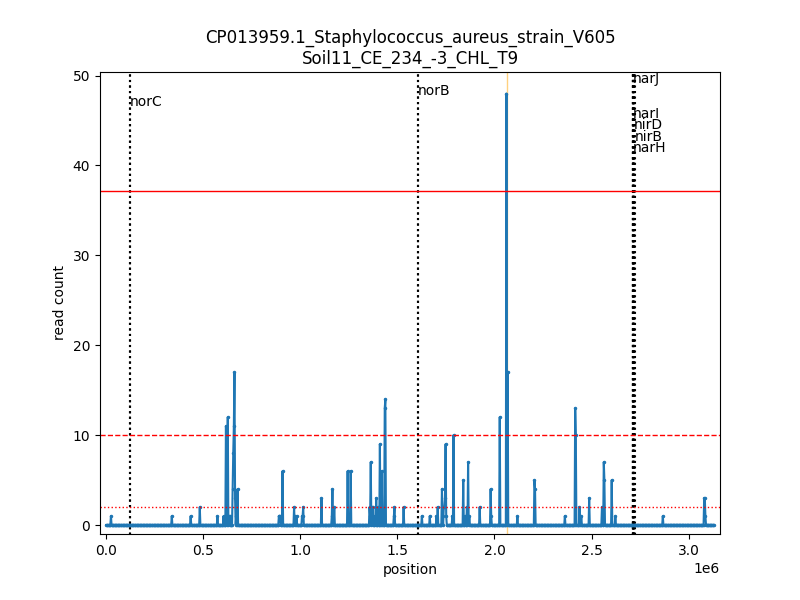 CP013959.1_Staphylococcus_aureus_strain_V605
Soil11_CE_234_-3_CHL_T9
50
40
30
20
10
0
read count
norC
norB
narJ
narI
nirD
nirB
narH
0.0
0.5
1.0
1.5
2.0
2.5
3.0
1e6
position